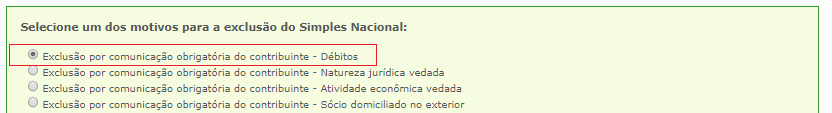 Selecione um dos motivos para a exclusão do Simples Nacional:
Exclusão por comunicação obrigatória do contribuinte - Débitos
Exclusão por comunicação obrigatória do contribuinte - Natureza jurídica vedada
Exclusão por comunicação obrigatória do contribuinte - Atividade econômica vedada
Exclusão por comunicação obrigatória do contribuinte - Sócio domiciliado no exterior